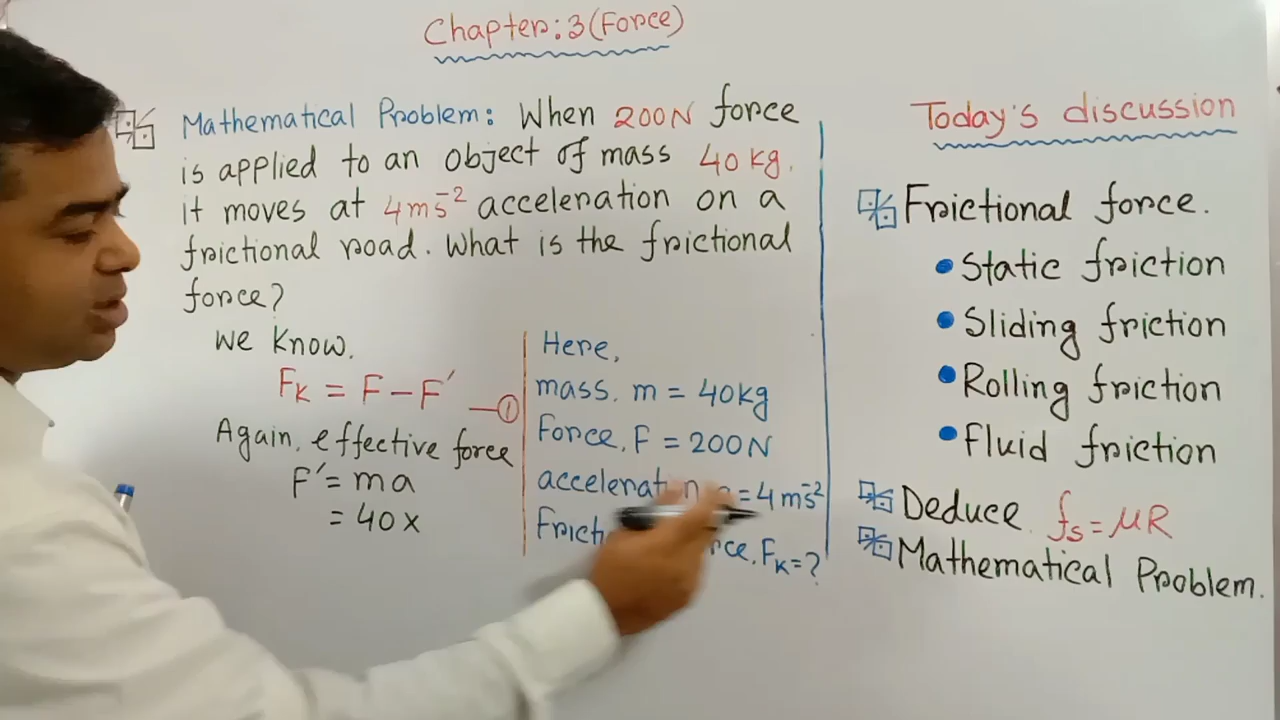 Chapter: 3 (Force)
Mathematical Problem: When 200N force
is applied to an object of mass 40 kg.
it moves at 4ms⁻² acceleration on a
frictional road. What is the frictional
force?
We know.
Fₖ = F – F′ —①
Again, effective force
F′ = ma
= 40 x
Here,
mass. m = 40kg
Force, F = 200N
= 4ms⁻²
Fₖ = ?
Today's discussion
Frictional force.
Static friction
Sliding friction
Rolling friction
Fluid friction
Deduce fₛ = μR
Mathematical Problem.